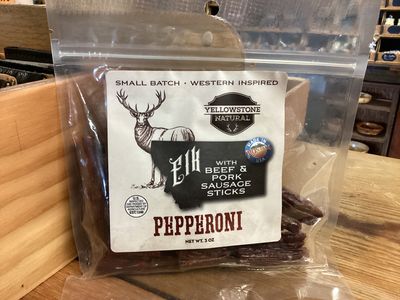 SMALL BATCH • WESTERN INSPIRED
YELLOWSTONE
NATURAL
Elk
WITH
BEEF &
PORK
SAUSAGE
STICKS
PEPPERONI
NET WT. 3 OZ